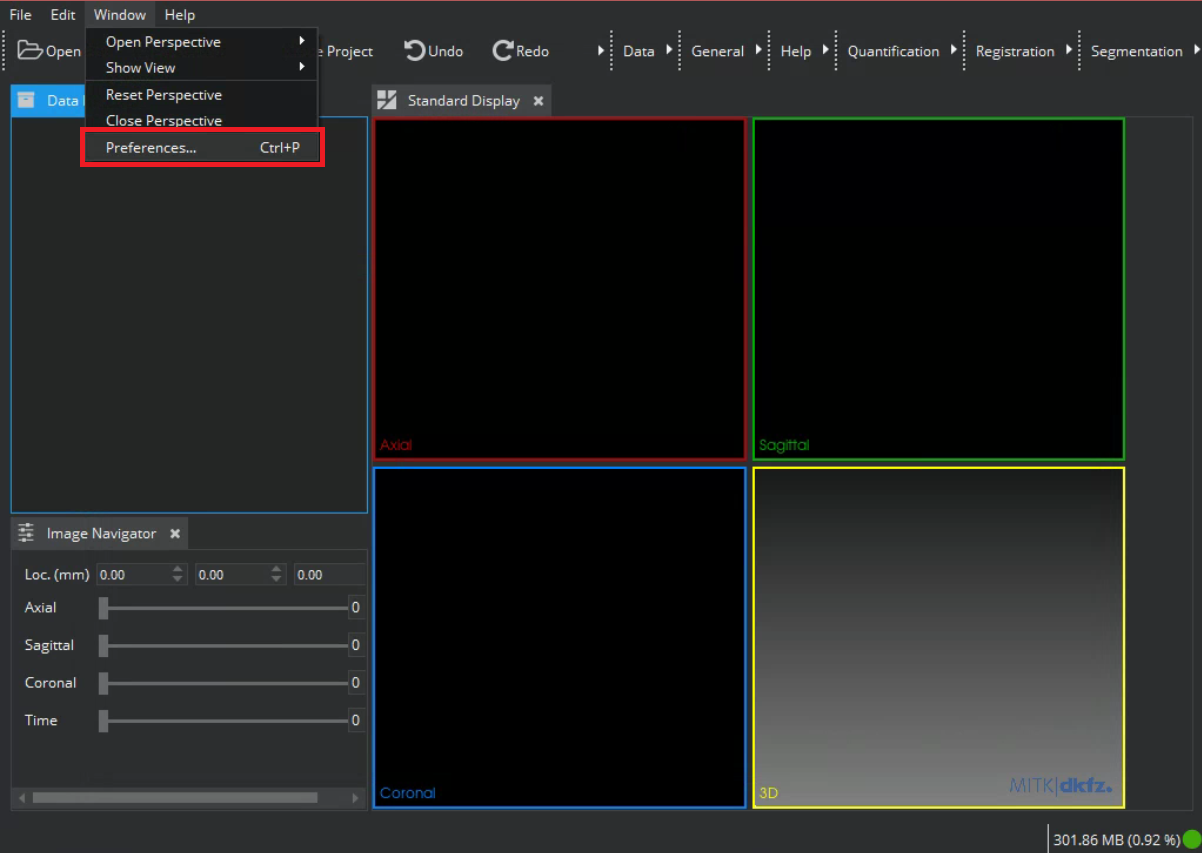 File Edit Window Help
Open e Project Undo Redo Data General Help Quantification Registration Segmentation
Open Perspective
Show View
Reset Perspective
Close Perspective
Preferences... Ctrl+P
Data
Standard Display
Axial
Sagittal
Coronal
3D
MITK|dkfz.
Image Navigator
Loc. (mm) 0.00 0.00 0.00
Axial 0
Sagittal 0
Coronal 0
Time 0
301.86 MB (0.92 %)